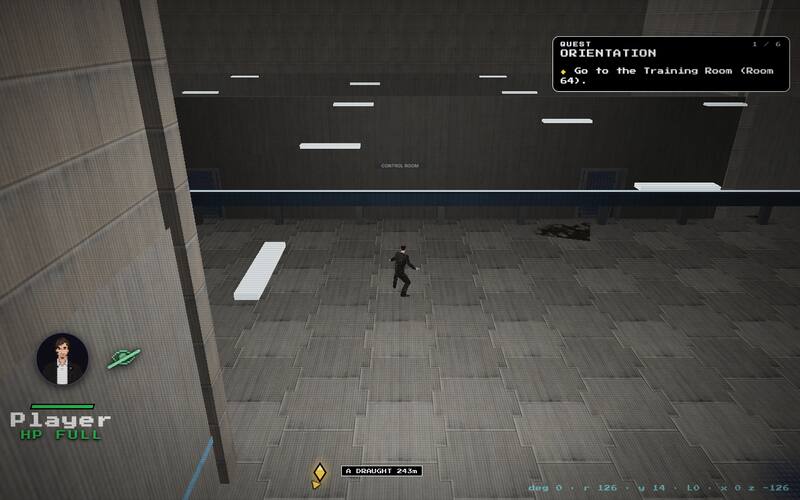 QUEST
1 / 6
ORIENTATION
Go to the Training Room (Room
64).
CONTROL ROOM
Player
HP FULL
A DRAUGHT 243m
deg 0 · r 126 · y 14 · L0 · x 0 z -126